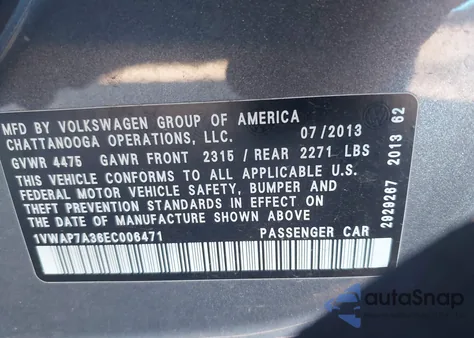 MFD BY VOLKSWAGEN GROUP OF AMERICA
CHATTANOOGA OPERATIONS, LLC. 07/2013
GVWR 4475 GAWR FRONT 2315 / REAR 2271 LBS
THIS VEHICLE CONFORMS TO ALL APPLICABLE U.S.
FEDERAL MOTOR VEHICLE SAFETY, BUMPER AND
THEFT PREVENTION STANDARDS IN EFFECT ON
THE DATE OF MANUFACTURE SHOWN ABOVE.
1VWAP7A36EC006471 PASSENGER CAR
2929267 2013 62
autaSnap